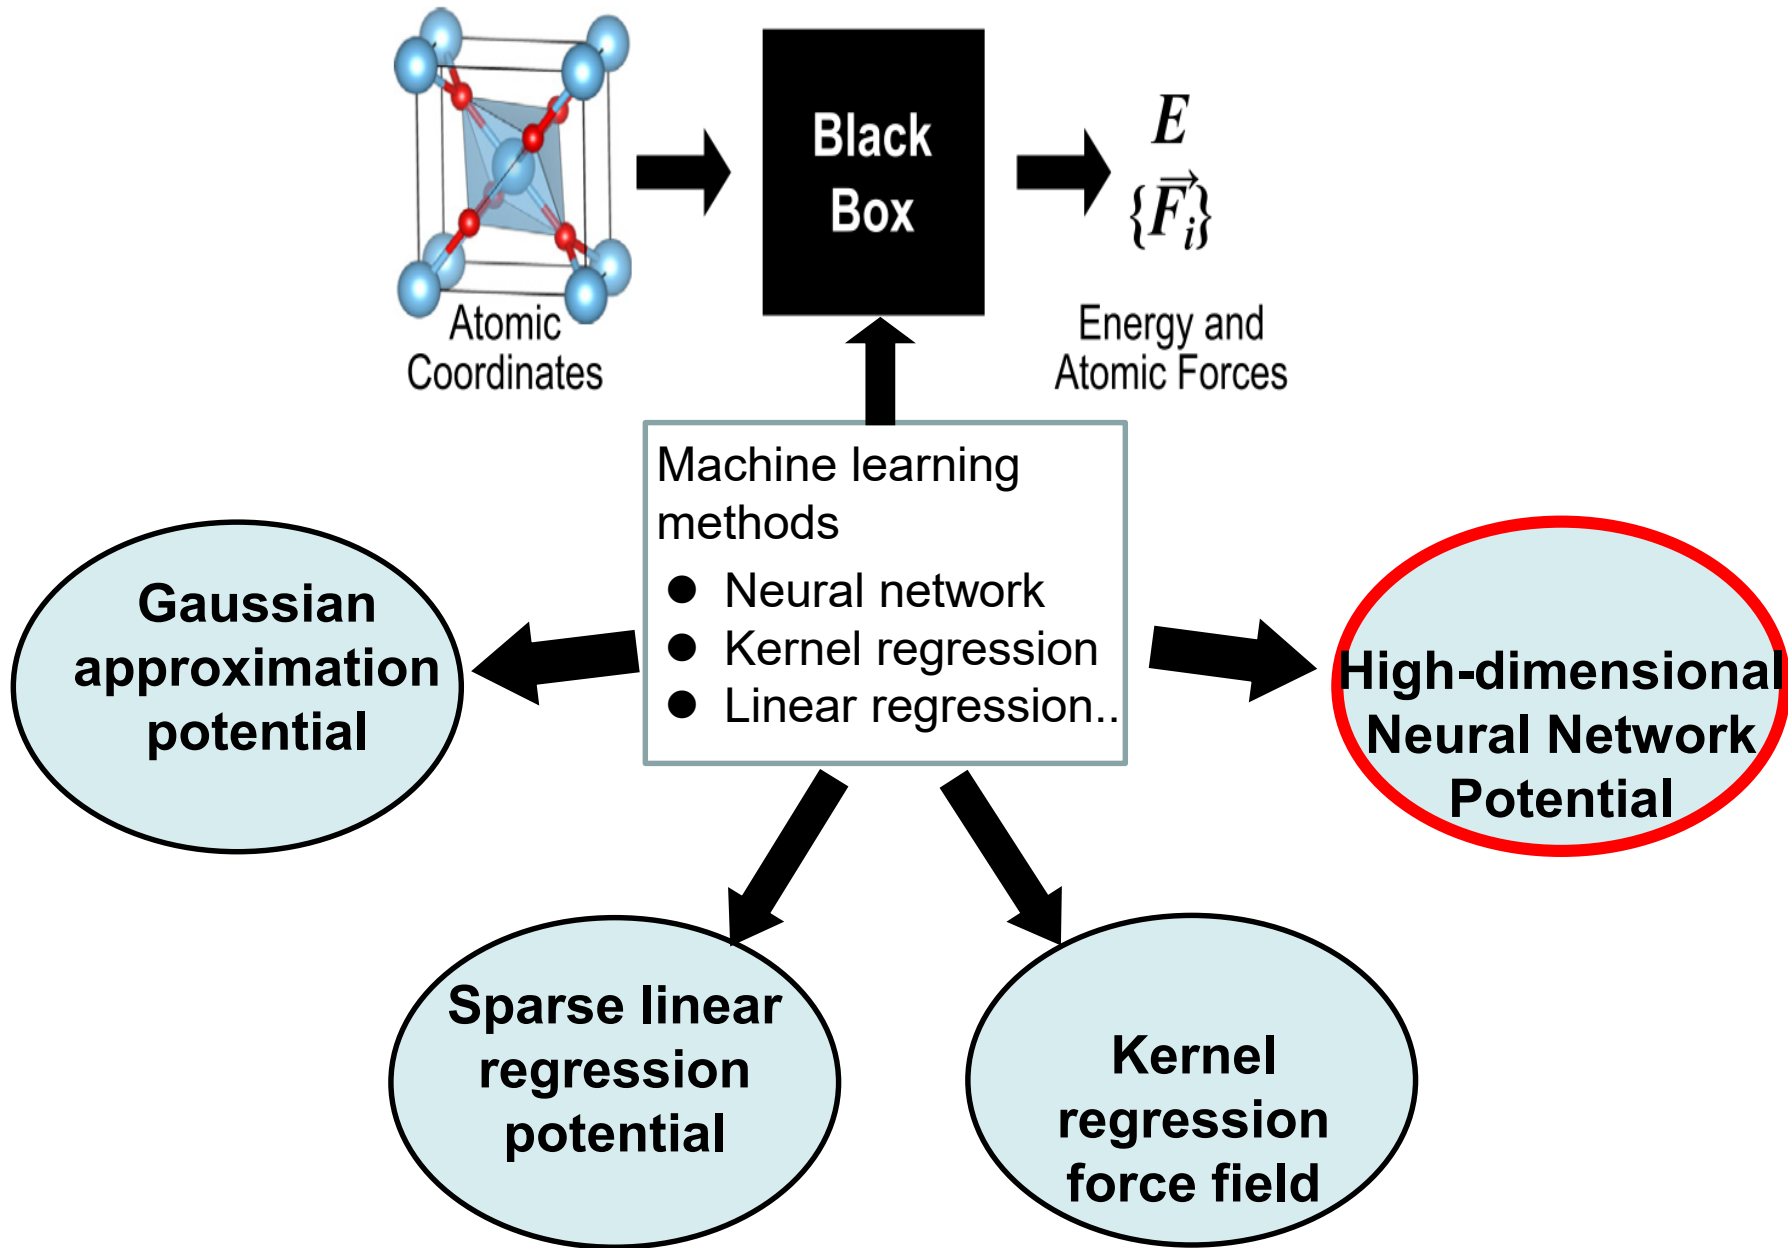 Black
Box
E
{F⃗ᵢ}
Atomic
Coordinates
Energy and
Atomic Forces
Machine learning
methods
● Neural network
● Kernel regression
● Linear regression..
Gaussian
approximation
potential
High-dimensional
Neural Network
Potential
Sparse linear
regression
potential
Kernel
regression
force field